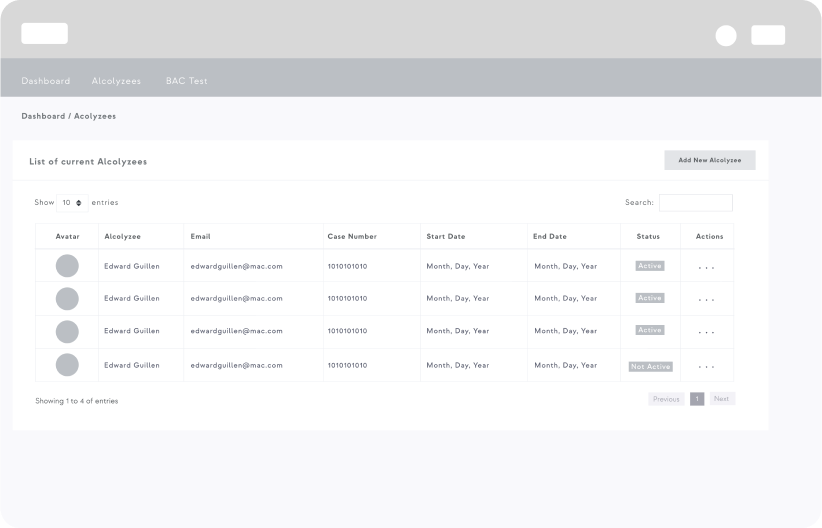 Dashboard Alcolyzees BAC Test
Dashboard / Acolyzees
List of current Alcolyzees Add New Alcolyzee
Show 10 entries Search:
Avatar Alcolyzee Email Case Number Start Date End Date Status Actions
Edward Guillen edwardguillen@mac.com 1010101010 Month, Day, Year Month, Day, Year Active ...
Edward Guillen edwardguillen@mac.com 1010101010 Month, Day, Year Month, Day, Year Active ...
Edward Guillen edwardguillen@mac.com 1010101010 Month, Day, Year Month, Day, Year Active ...
Edward Guillen edwardguillen@mac.com 1010101010 Month, Day, Year Month, Day, Year Not Active ...
Showing 1 to 4 of entries Previous 1 Next